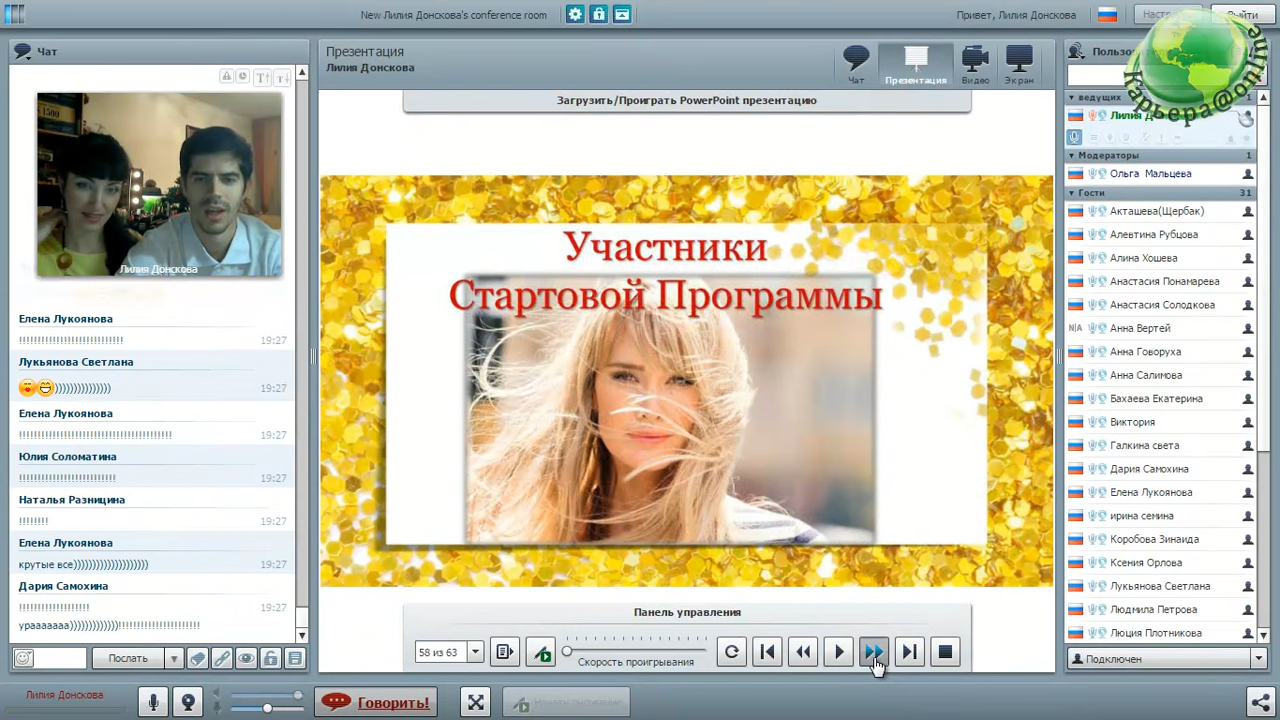 New Лилия Донскова's conference room
Привет, Лилия Донскова
Выйти
Чат
T↑ T↓
Лилия Донскова
Елена Лукоянова
!!!!!!!!!!!!!!!!!!!!!!!!!!
19:27
Лукьянова Светлана
))))))))))))))))
19:27
Елена Лукоянова
!!!!!!!!!!!!!!!!!!!!!!!!!!!!!!!!!!!!!!
19:27
Юлия Соломатина
!!!!!!!!!!!!!!!!!!!!!!!!
19:27
Наталья Разницина
!!!!!!!
19:27
Елена Лукоянова
крутые все))))))))))))))))))))
19:27
Дария Самохина
!!!!!!!!!!!!!!!!!
19:27
ураааааaa)))))))))))))!!!!!!!!!!!!!!!!!!!!
Послать
Презентация
Лилия Донскова
Чат
Презентация
Видео
Экран
Загрузить/Проиграть PowerPoint презентацию
Участники
Стартовой Программы
Панель управления
58 из 63
Скорость проигрывания
карьера@online
ведущих 1
Модераторы 1
Ольга Мальцева
Гости 31
Акташева(Щербак)
Алевтина Рубцова
Алина Хошева
Анастасия Понамарева
Анастасия Солодкова
N/A Анна Вертей
Анна Говоруха
Анна Салимова
Бахаева Екатерина
Виктория
Галкина света
Дария Самохина
Елена Лукоянова
ирина семина
Коробова Зинаида
Ксения Орлова
Лукьянова Светлана
Людмила Петрова
Люция Плотникова
Подключен
Лилия Донскова
Говорить!